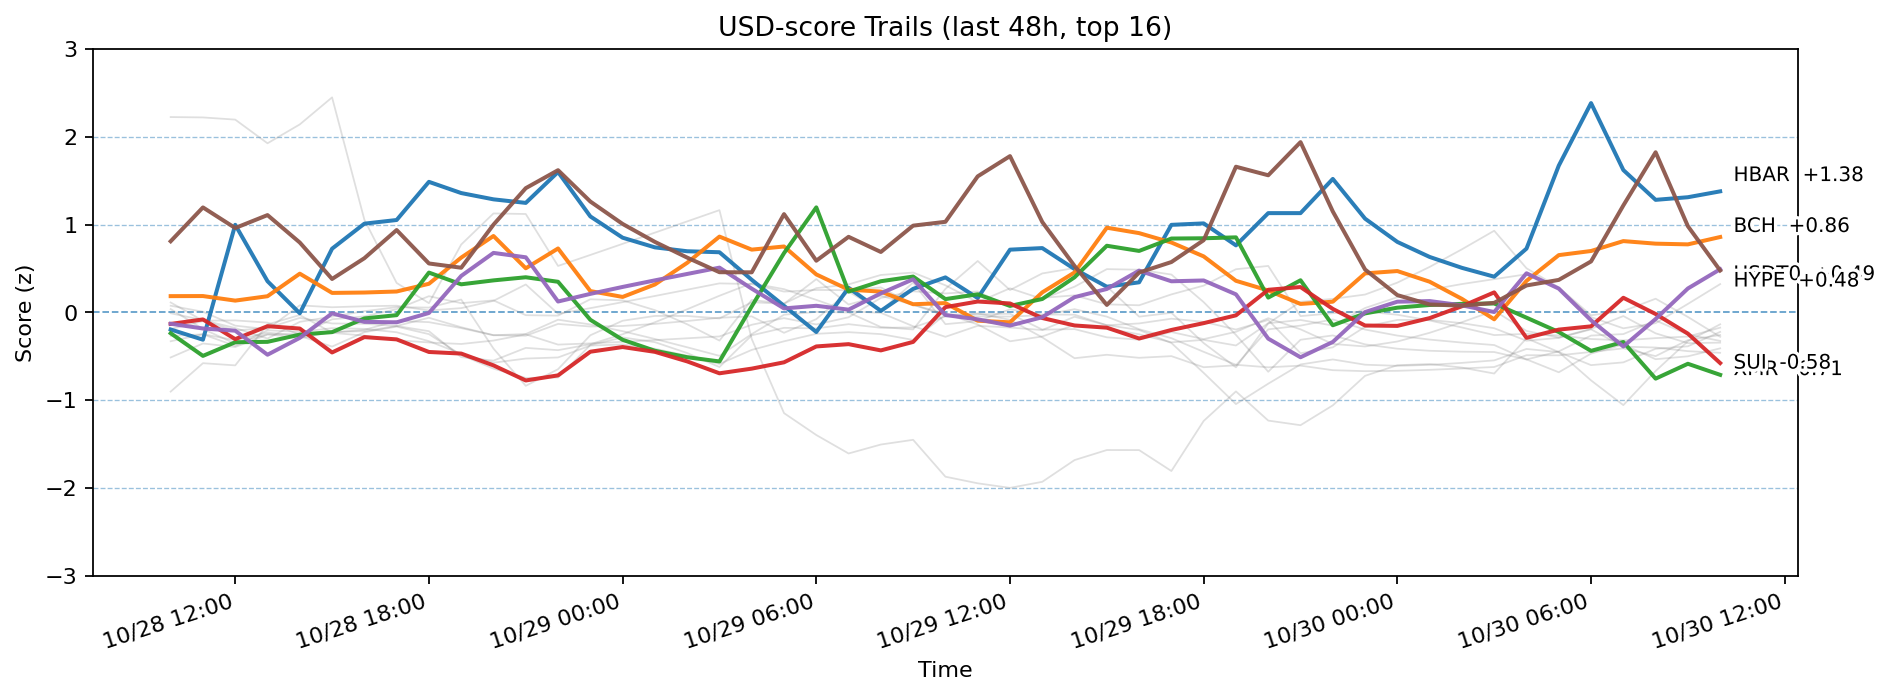 USD-score Trails (last 48h, top 16)
Score (z)
3
2
1
0
−1
−2
−3
HBAR +1.38
BCH +0.86
HYPE +0.48
SUI -0.58
10/28 12:00
10/28 18:00
10/29 00:00
10/29 06:00
10/29 12:00
10/29 18:00
10/30 00:00
10/30 06:00
10/30 12:00
Time